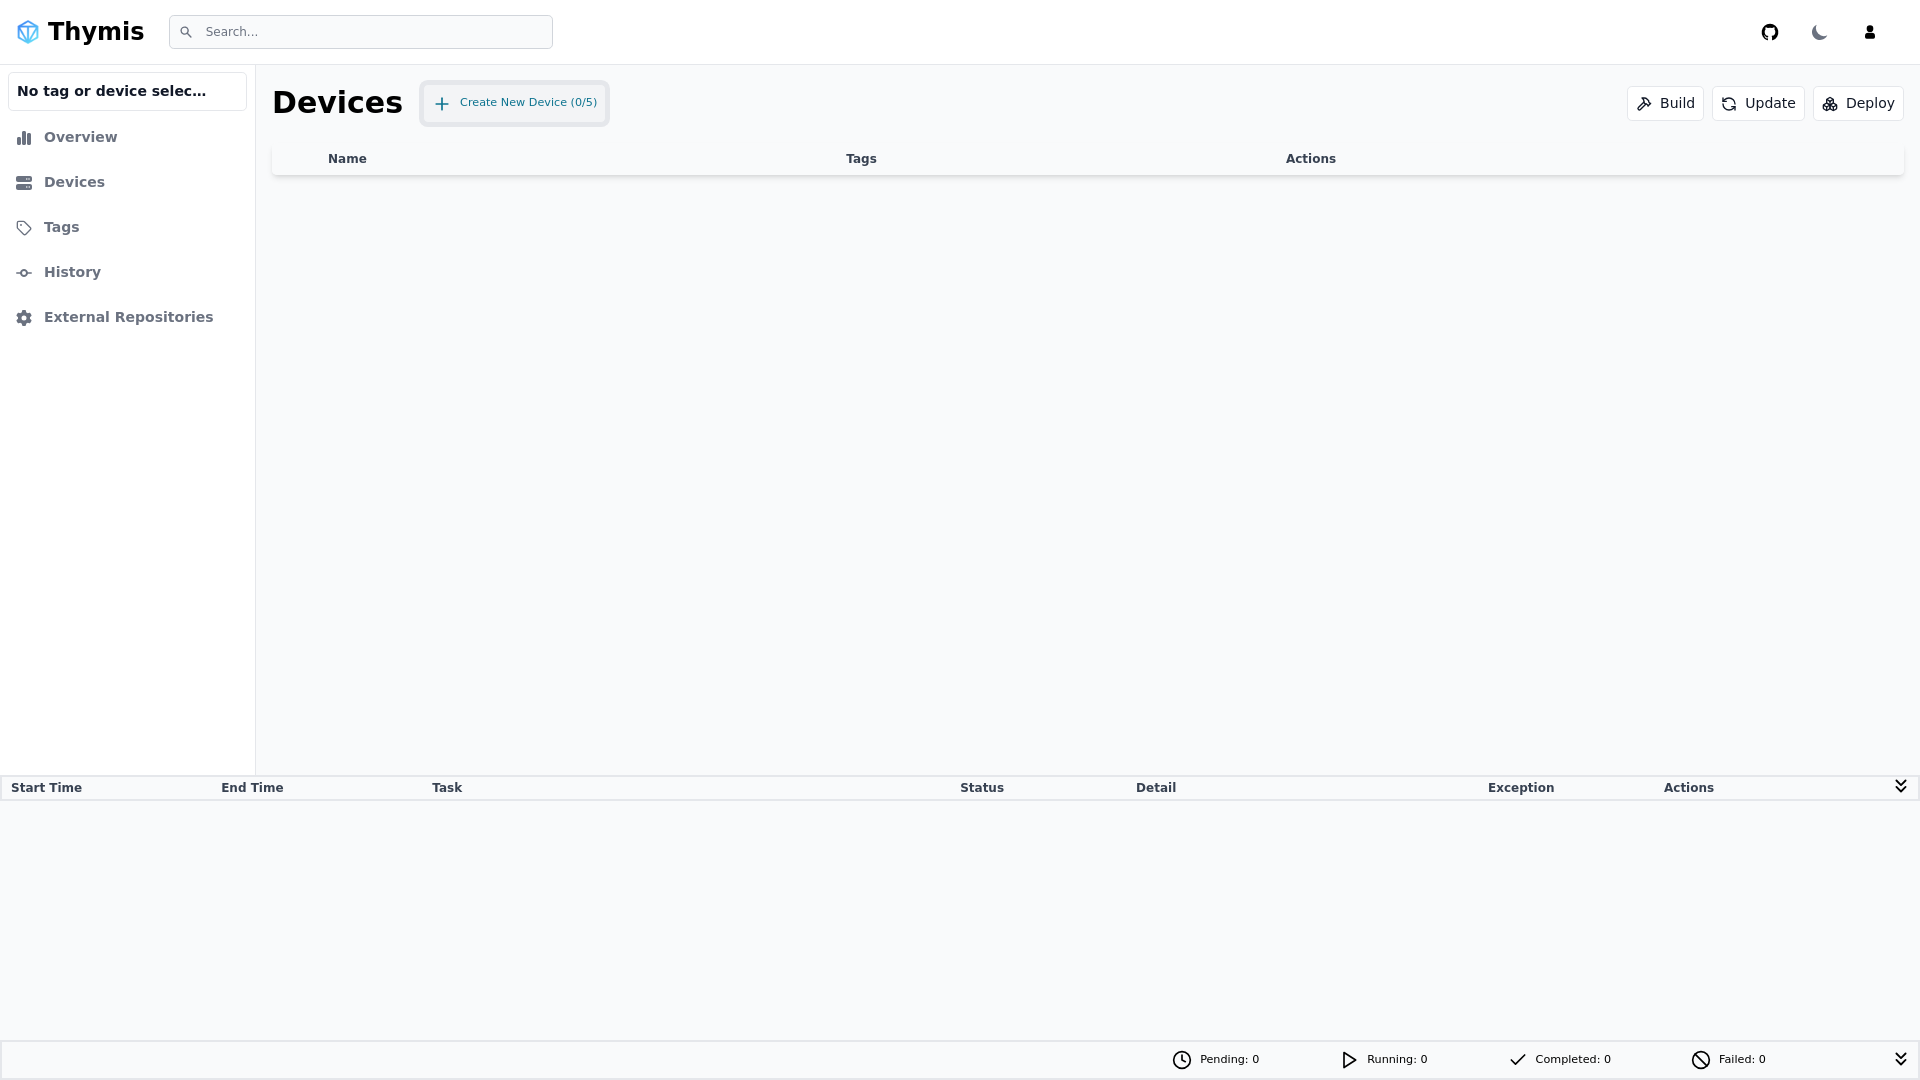 Thymis
Search...
No tag or device selec...
Overview
Devices
Tags
History
External Repositories
Devices
Create New Device (0/5)
Build
Update
Deploy
Name Tags Actions
Start Time End Time Task Status Detail Exception Actions
Pending: 0 Running: 0 Completed: 0 Failed: 0